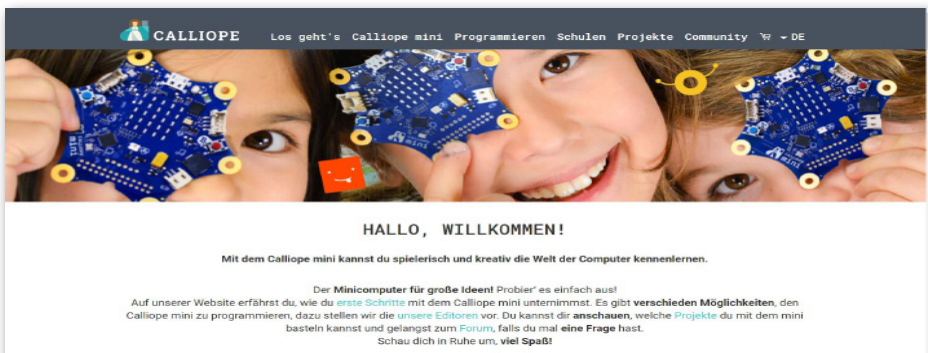 CALLIOPE Los geht's Calliope mini Programmieren Schulen Projekte Community DE
mini
HALLO, WILLKOMMEN!
Mit dem Calliope mini kannst du spielerisch und kreativ die Welt der Computer kennenlernen.
Der Minicomputer für große Ideen! Probier' es einfach aus!
Auf unserer Website erfährst du, wie du erste Schritte mit dem Calliope mini unternimmst. Es gibt verschieden Möglichkeiten, den
Calliope mini zu programmieren, dazu stellen wir die unsere Editoren vor. Du kannst dir anschauen, welche Projekte du mit dem mini
basteln kannst und gelangst zum Forum, falls du mal eine Frage hast.
Schau dich in Ruhe um, viel Spaß!